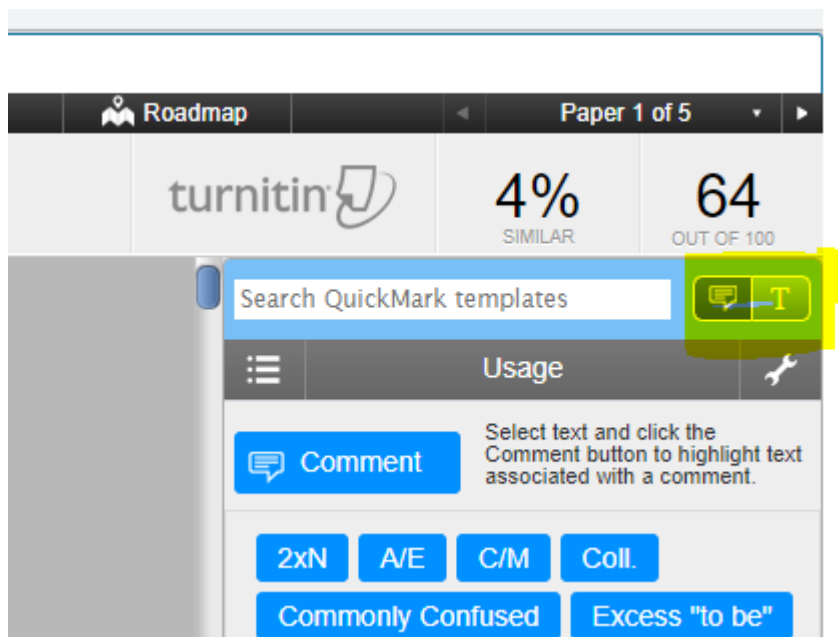 Roadmap
Paper 1 of 5
turnitin
4%
SIMILAR
64
OUT OF 100
Search QuickMark templates
T
Usage
Comment
Select text and click the
Comment button to highlight text
associated with a comment.
2xN A/E C/M Coll.
Commonly Confused Excess "to be"